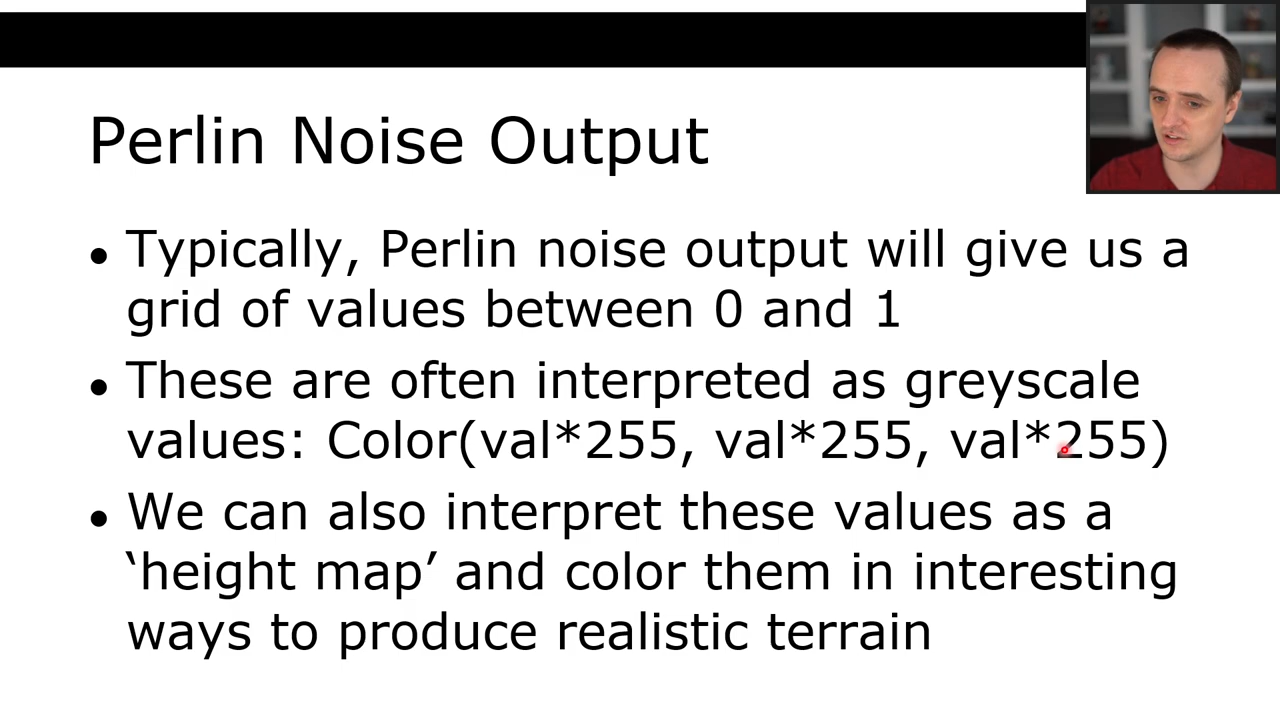 Perlin Noise Output
• Typically, Perlin noise output will give us a
grid of values between 0 and 1
• These are often interpreted as greyscale
values: Color(val*255, val*255, val*255)
• We can also interpret these values as a
‘height map’ and color them in interesting
ways to produce realistic terrain